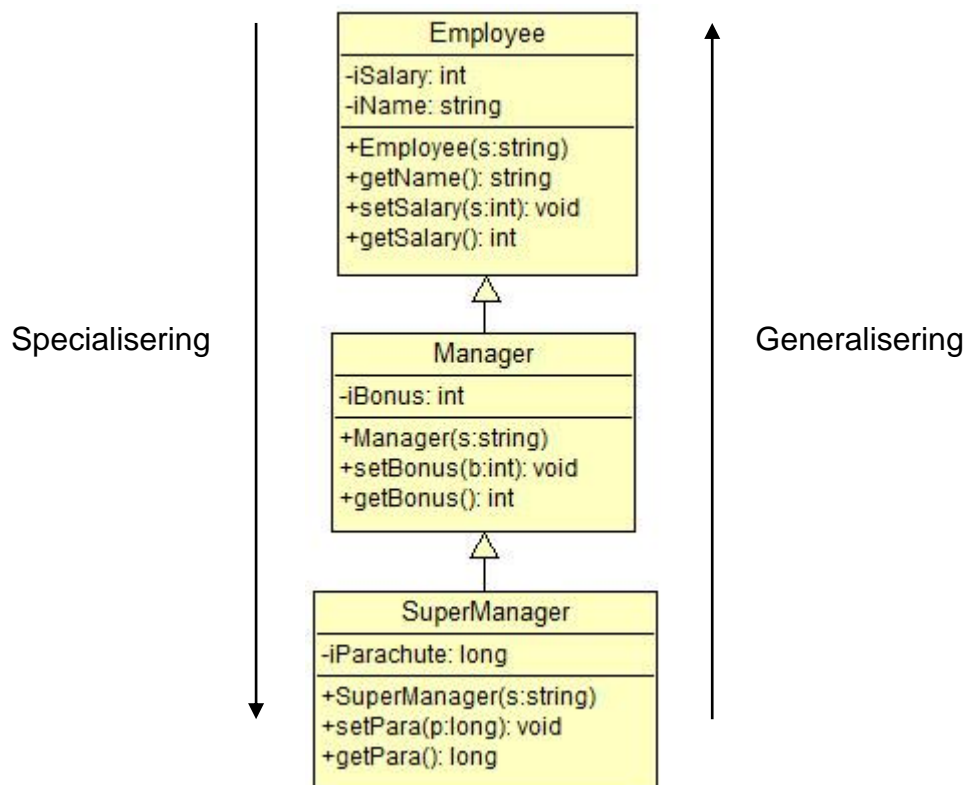 Employee
-iSalary: int
-iName: string
+Employee(s:string)
+getName(): string
+setSalary(s:int): void
+getSalary(): int
Specialisering
Generalisering
Manager
-iBonus: int
+Manager(s:string)
+setBonus(b:int): void
+getBonus(): int
SuperManager
-iParachute: long
+SuperManager(s:string)
+setPara(p:long): void
+getPara(): long